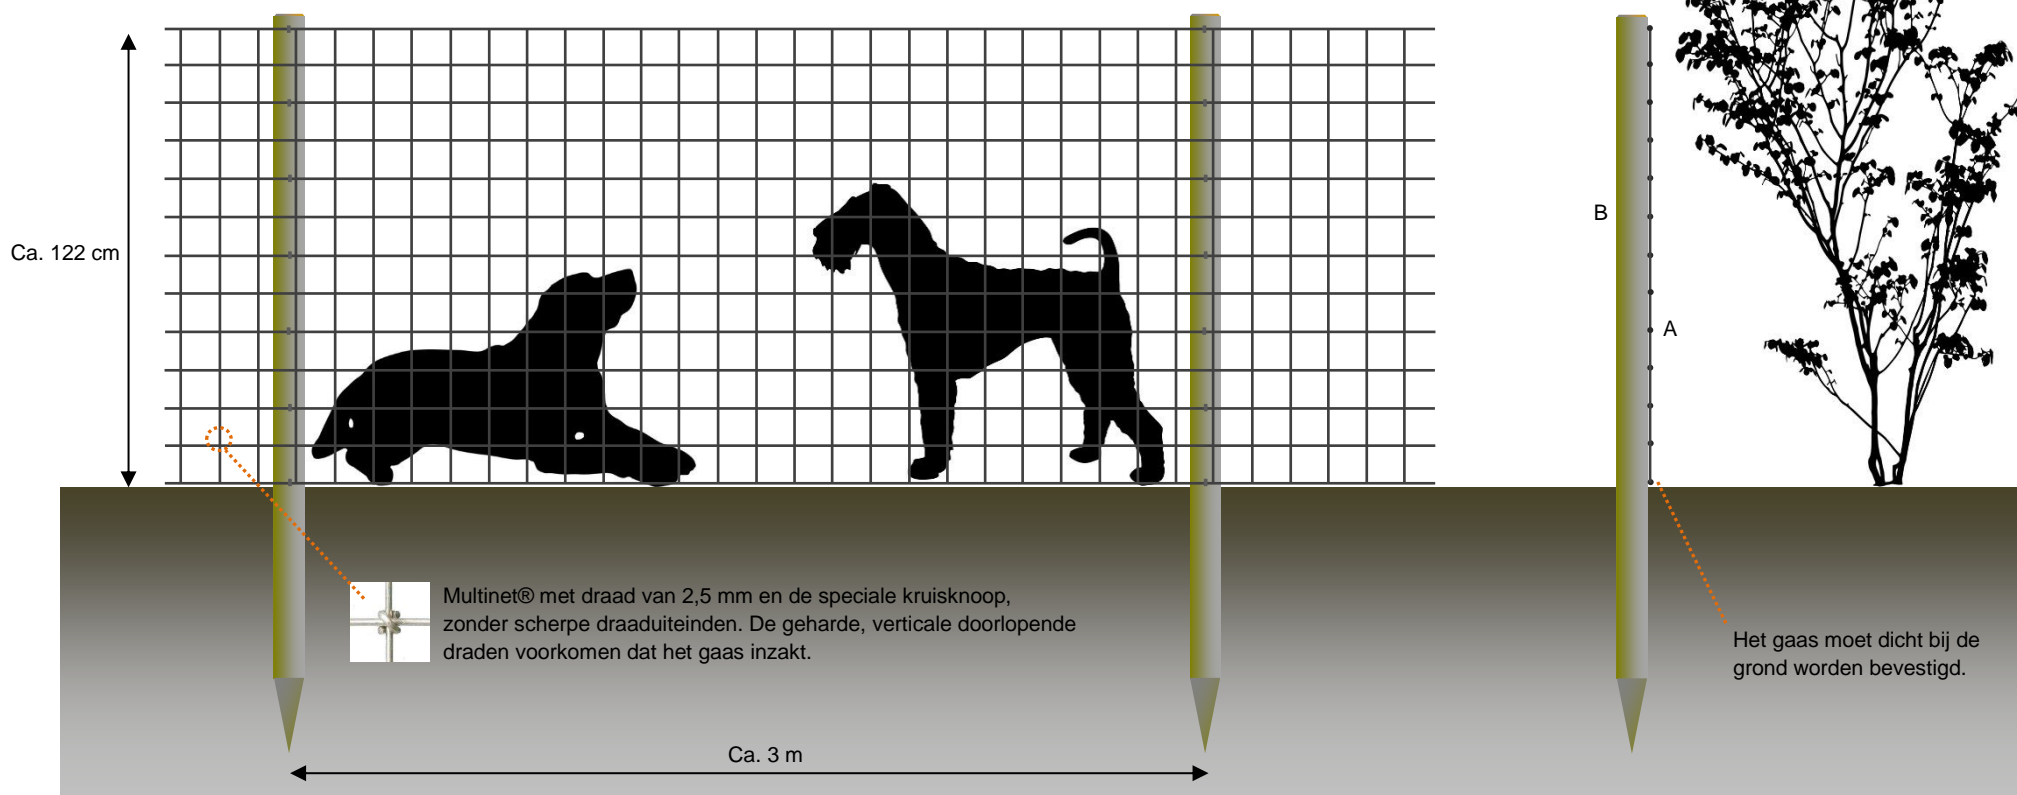 Ca. 122 cm
B
A
Multinet® met draad van 2,5 mm en de speciale kruisknoop,
zonder scherpe draaduiteinden. De geharde, verticale doorlopende
draden voorkomen dat het gaas inzakt.
Het gaas moet dicht bij de
grond worden bevestigd.
Ca. 3 m